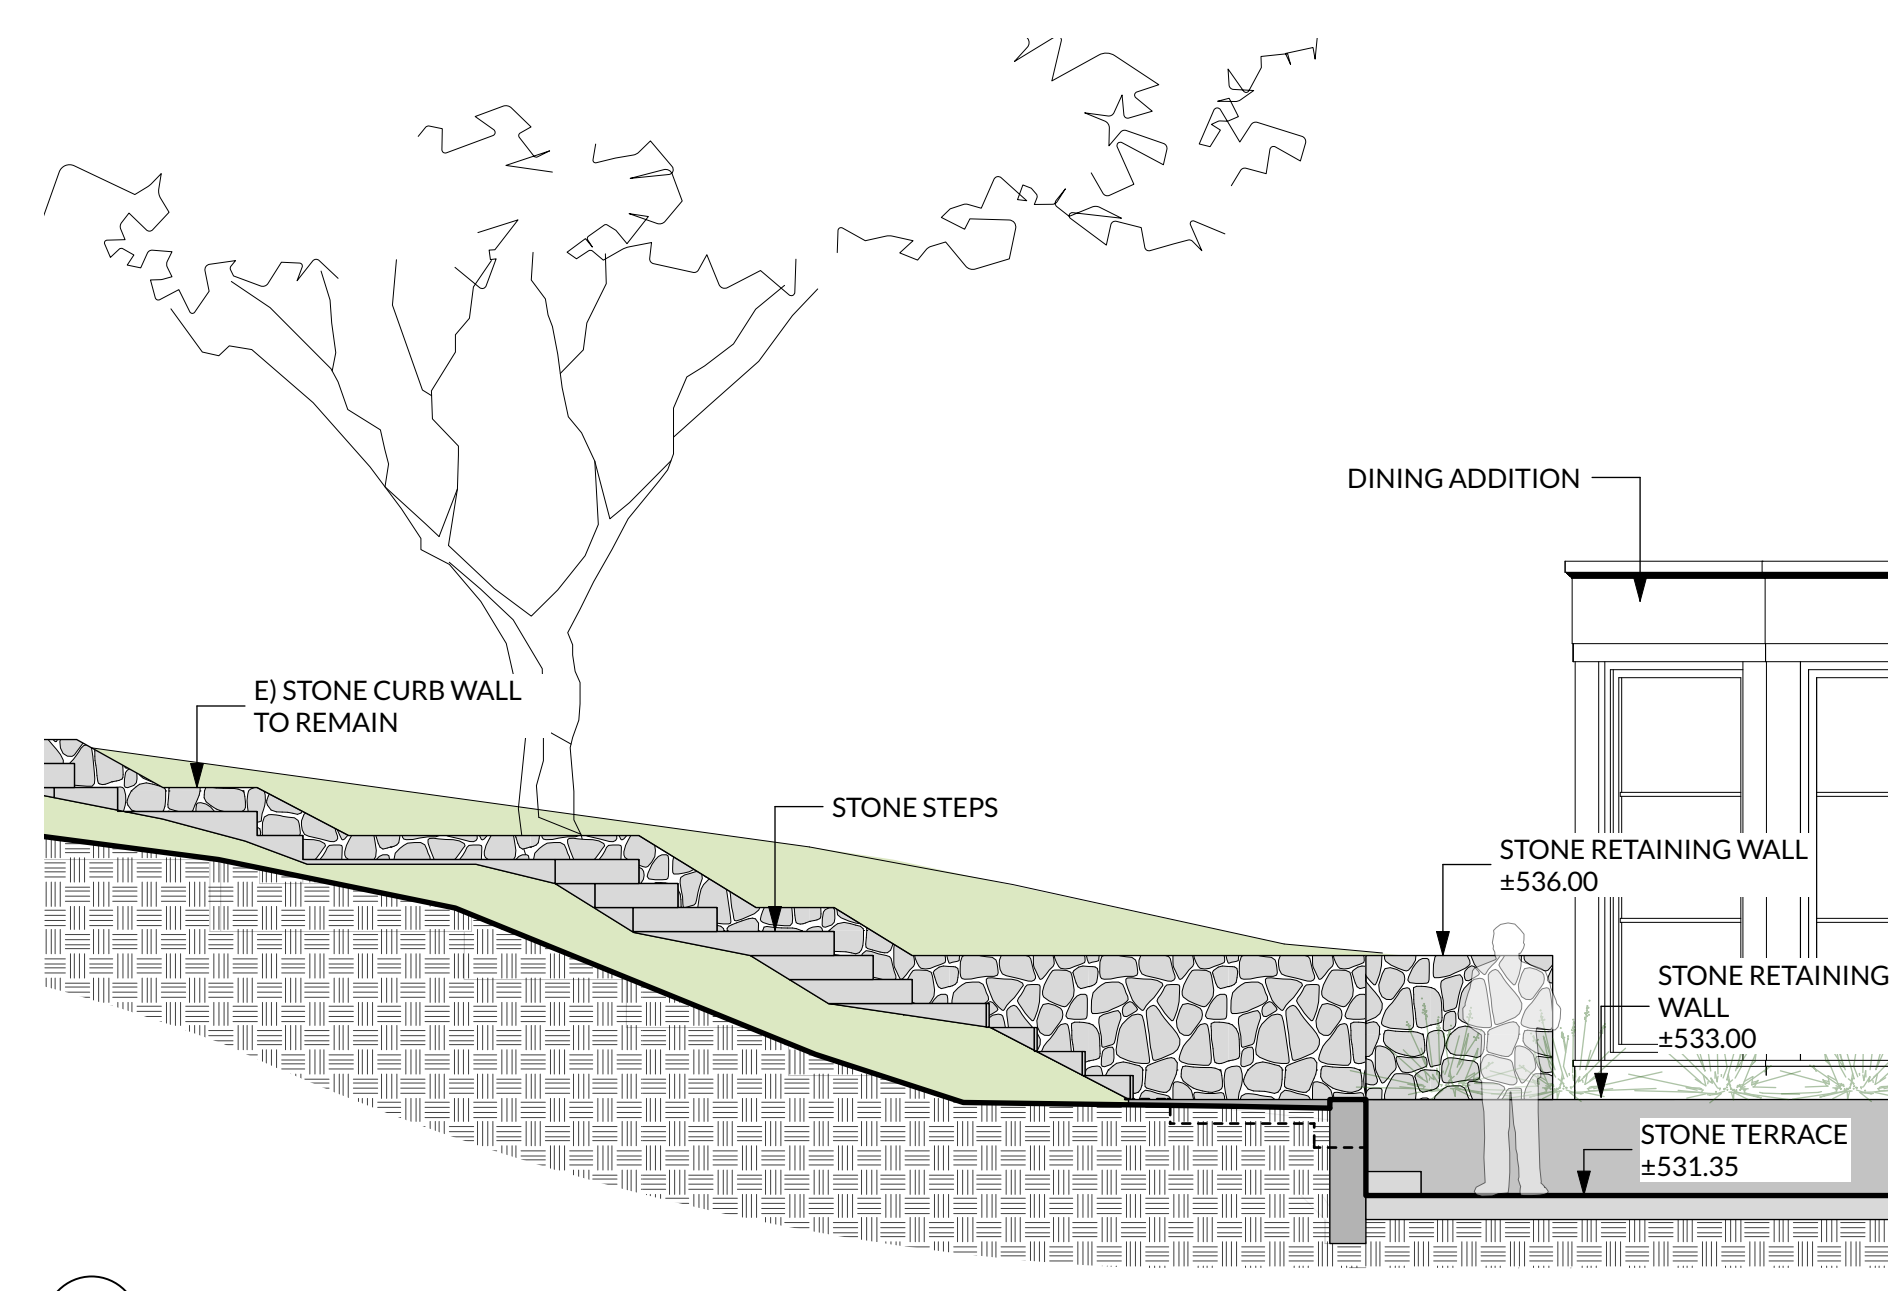 DINING ADDITION
E) STONE CURB WALL
TO REMAIN
STONE STEPS
STONE RETAINING WALL
±536.00
STONE RETAINING
WALL
±533.00
STONE TERRACE
±531.35